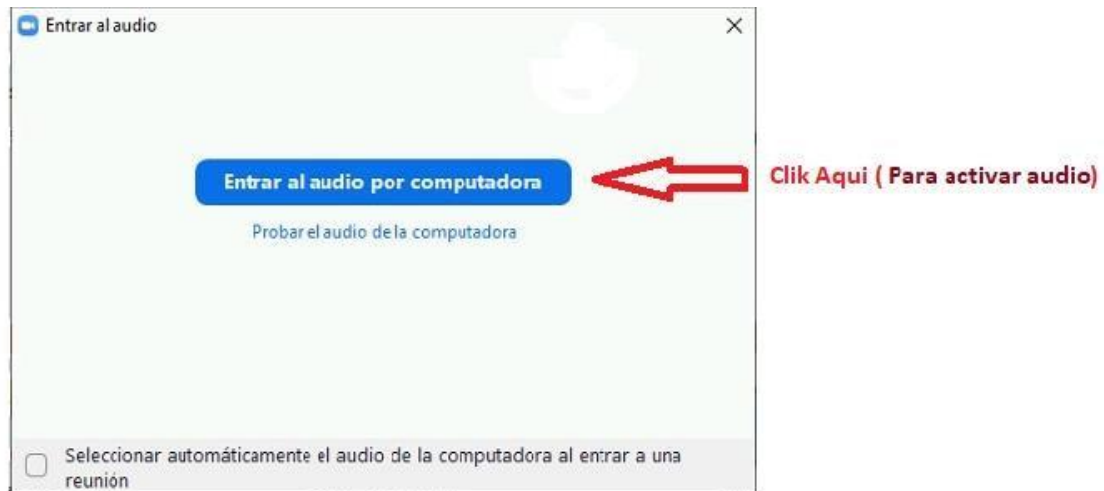 Entrar al audio
Entrar al audio por computadora
Clik Aqui ( Para activar audio)
Probar el audio de la computadora
Seleccionar automáticamente el audio de la computadora al entrar a una
reunión